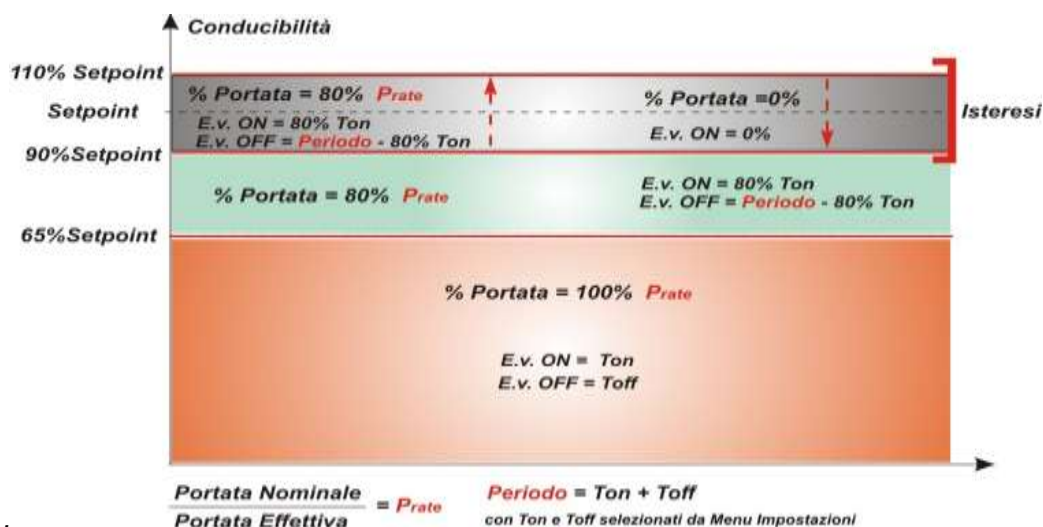 Conducibilità
110% Setpoint
% Portata = 80% Prate
% Portata =0%
Setpoint
Isteresi
E.v. ON = 80% Ton
E.v. OFF = Periodo - 80% Ton
E.v. ON = 0%
90%Setpoint
% Portata = 80% Prate
E.v. ON = 80% Ton
E.v. OFF = Periodo - 80% Ton
65%Setpoint
% Portata = 100% Prate
E.v. ON = Ton
E.v. OFF = Toff
Portata Nominale
Portata Effettiva
= Prate
Periodo = Ton + Toff
con Ton e Toff selezionati da Menu Impostazioni